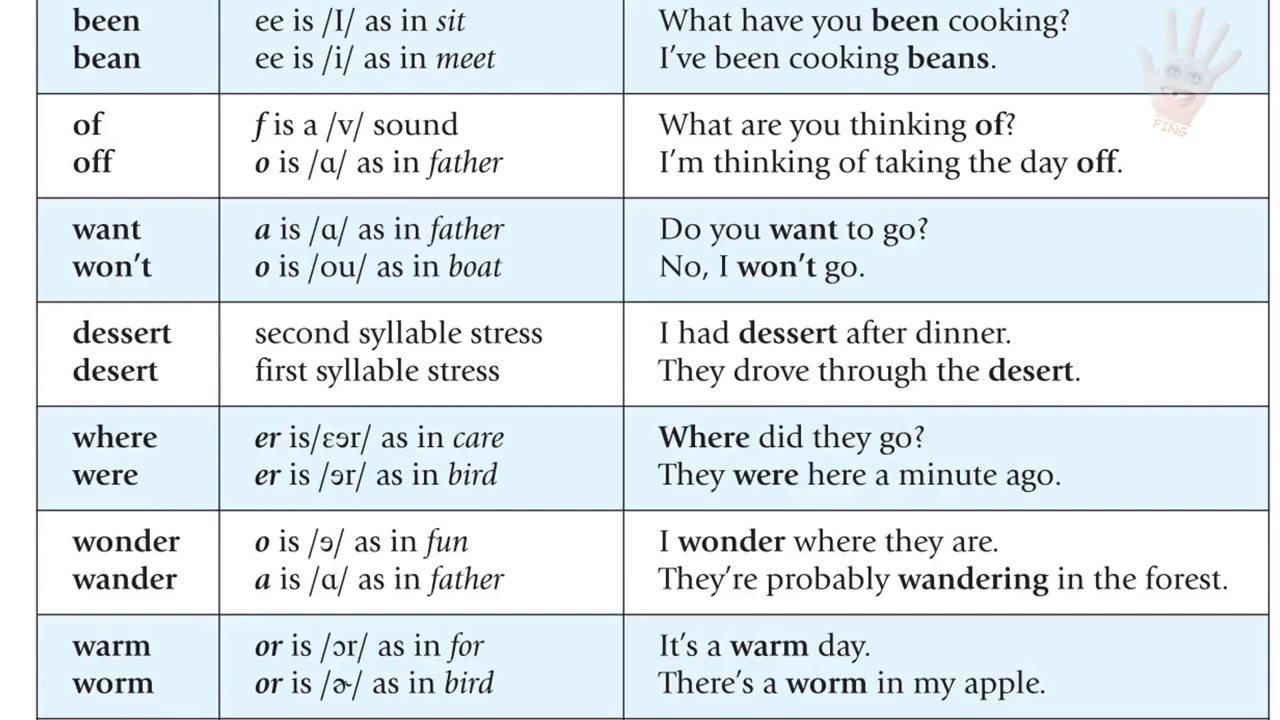 been ee is /I/ as in sit What have you been cooking?
bean ee is /i/ as in meet I've been cooking beans.
of f is a /v/ sound What are you thinking of?
off o is /ɑ/ as in father I'm thinking of taking the day off.
want a is /ɑ/ as in father Do you want to go?
won't o is /ou/ as in boat No, I won't go.
dessert second syllable stress I had dessert after dinner.
desert first syllable stress They drove through the desert.
where er is/ɛɘr/ as in care Where did they go?
were er is /ɘr/ as in bird They were here a minute ago.
wonder o is /ɘ/ as in fun I wonder where they are.
wander a is /ɑ/ as in father They're probably wandering in the forest.
warm or is /ɔr/ as in for It's a warm day.
worm or is /ɚ/ as in bird There's a worm in my apple.
FING